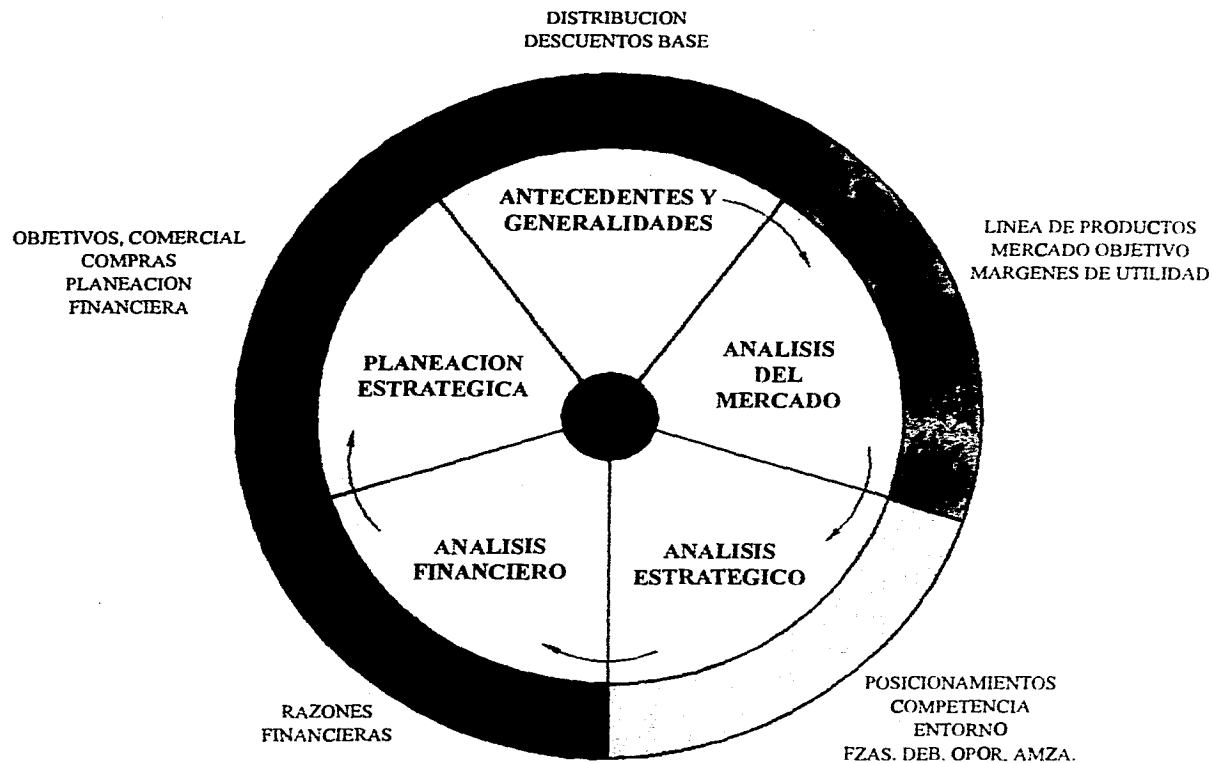 DISTRIBUCION
DESCUENTOS BASE
ANTECEDENTES Y
GENERALIDADES
LINEA DE PRODUCTOS
MERCADO OBJETIVO
MARGENES DE UTILIDAD
OBJETIVOS, COMERCIAL
COMPRAS
PLANEACION
FINANCIERA
PLANEACION
ESTRATEGICA
ANALISIS
DEL
MERCADO
ANALISIS
FINANCIERO
ANALISIS
ESTRATEGICO
RAZONES
FINANCIERAS
POSICIONAMIENTOS
COMPETENCIA
ENTORNO
FZAS. DEB. OPOR. AMZA.